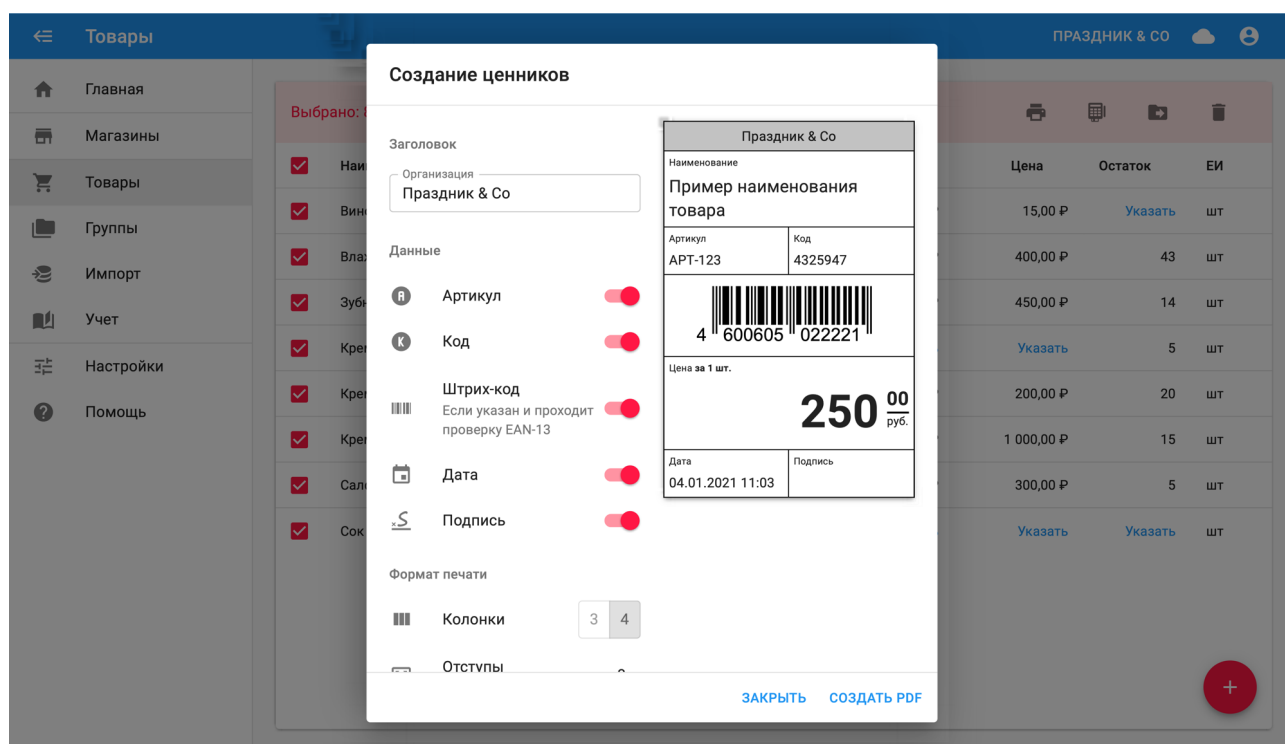 Товары
ПРАЗДНИК & CO
Главная
Магазины
Товары
Группы
Импорт
Учет
Настройки
Помощь
Выбрано:
Цена Остаток ЕИ
15,00 ₽ Указать шт
400,00 ₽ 43 шт
450,00 ₽ 14 шт
Указать 5 шт
200,00 ₽ 20 шт
1 000,00 ₽ 15 шт
300,00 ₽ 5 шт
Сок Указать Указать шт
Создание ценников
Заголовок
Организация
Праздник & Co
Данные
Артикул
Код
Штрих-код
Если указан и проходит
проверку EAN-13
Дата
Подпись
Формат печати
Колонки 3 4
Отступы
Праздник & Co
Наименование
Пример наименования
товара
Артикул Код
АРТ-123 4325947
4 600605 022221
Цена за 1 шт.
250 00
руб.
Дата Подпись
04.01.2021 11:03
ЗАКРЫТЬ СОЗДАТЬ PDF